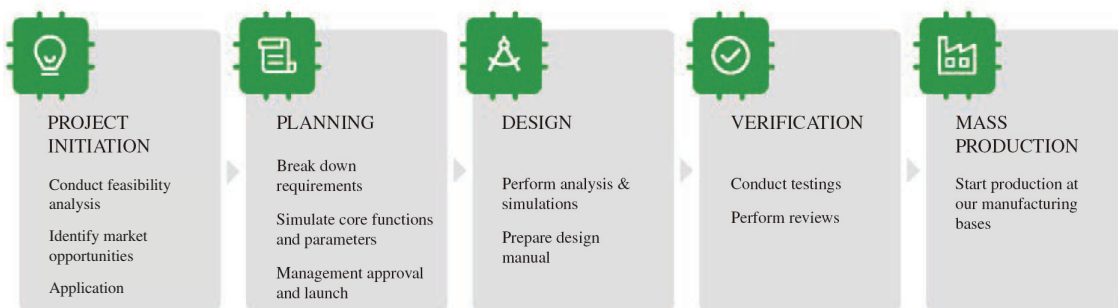 PROJECT
INITIATION
Conduct feasibility
analysis
Identify market
opportunities
Application
PLANNING
Break down
requirements
Simulate core functions
and parameters
Management approval
and launch
DESIGN
Perform analysis &
simulations
Prepare design
manual
VERIFICATION
Conduct testings
Perform reviews
MASS
PRODUCTION
Start production at
our manufacturing
bases